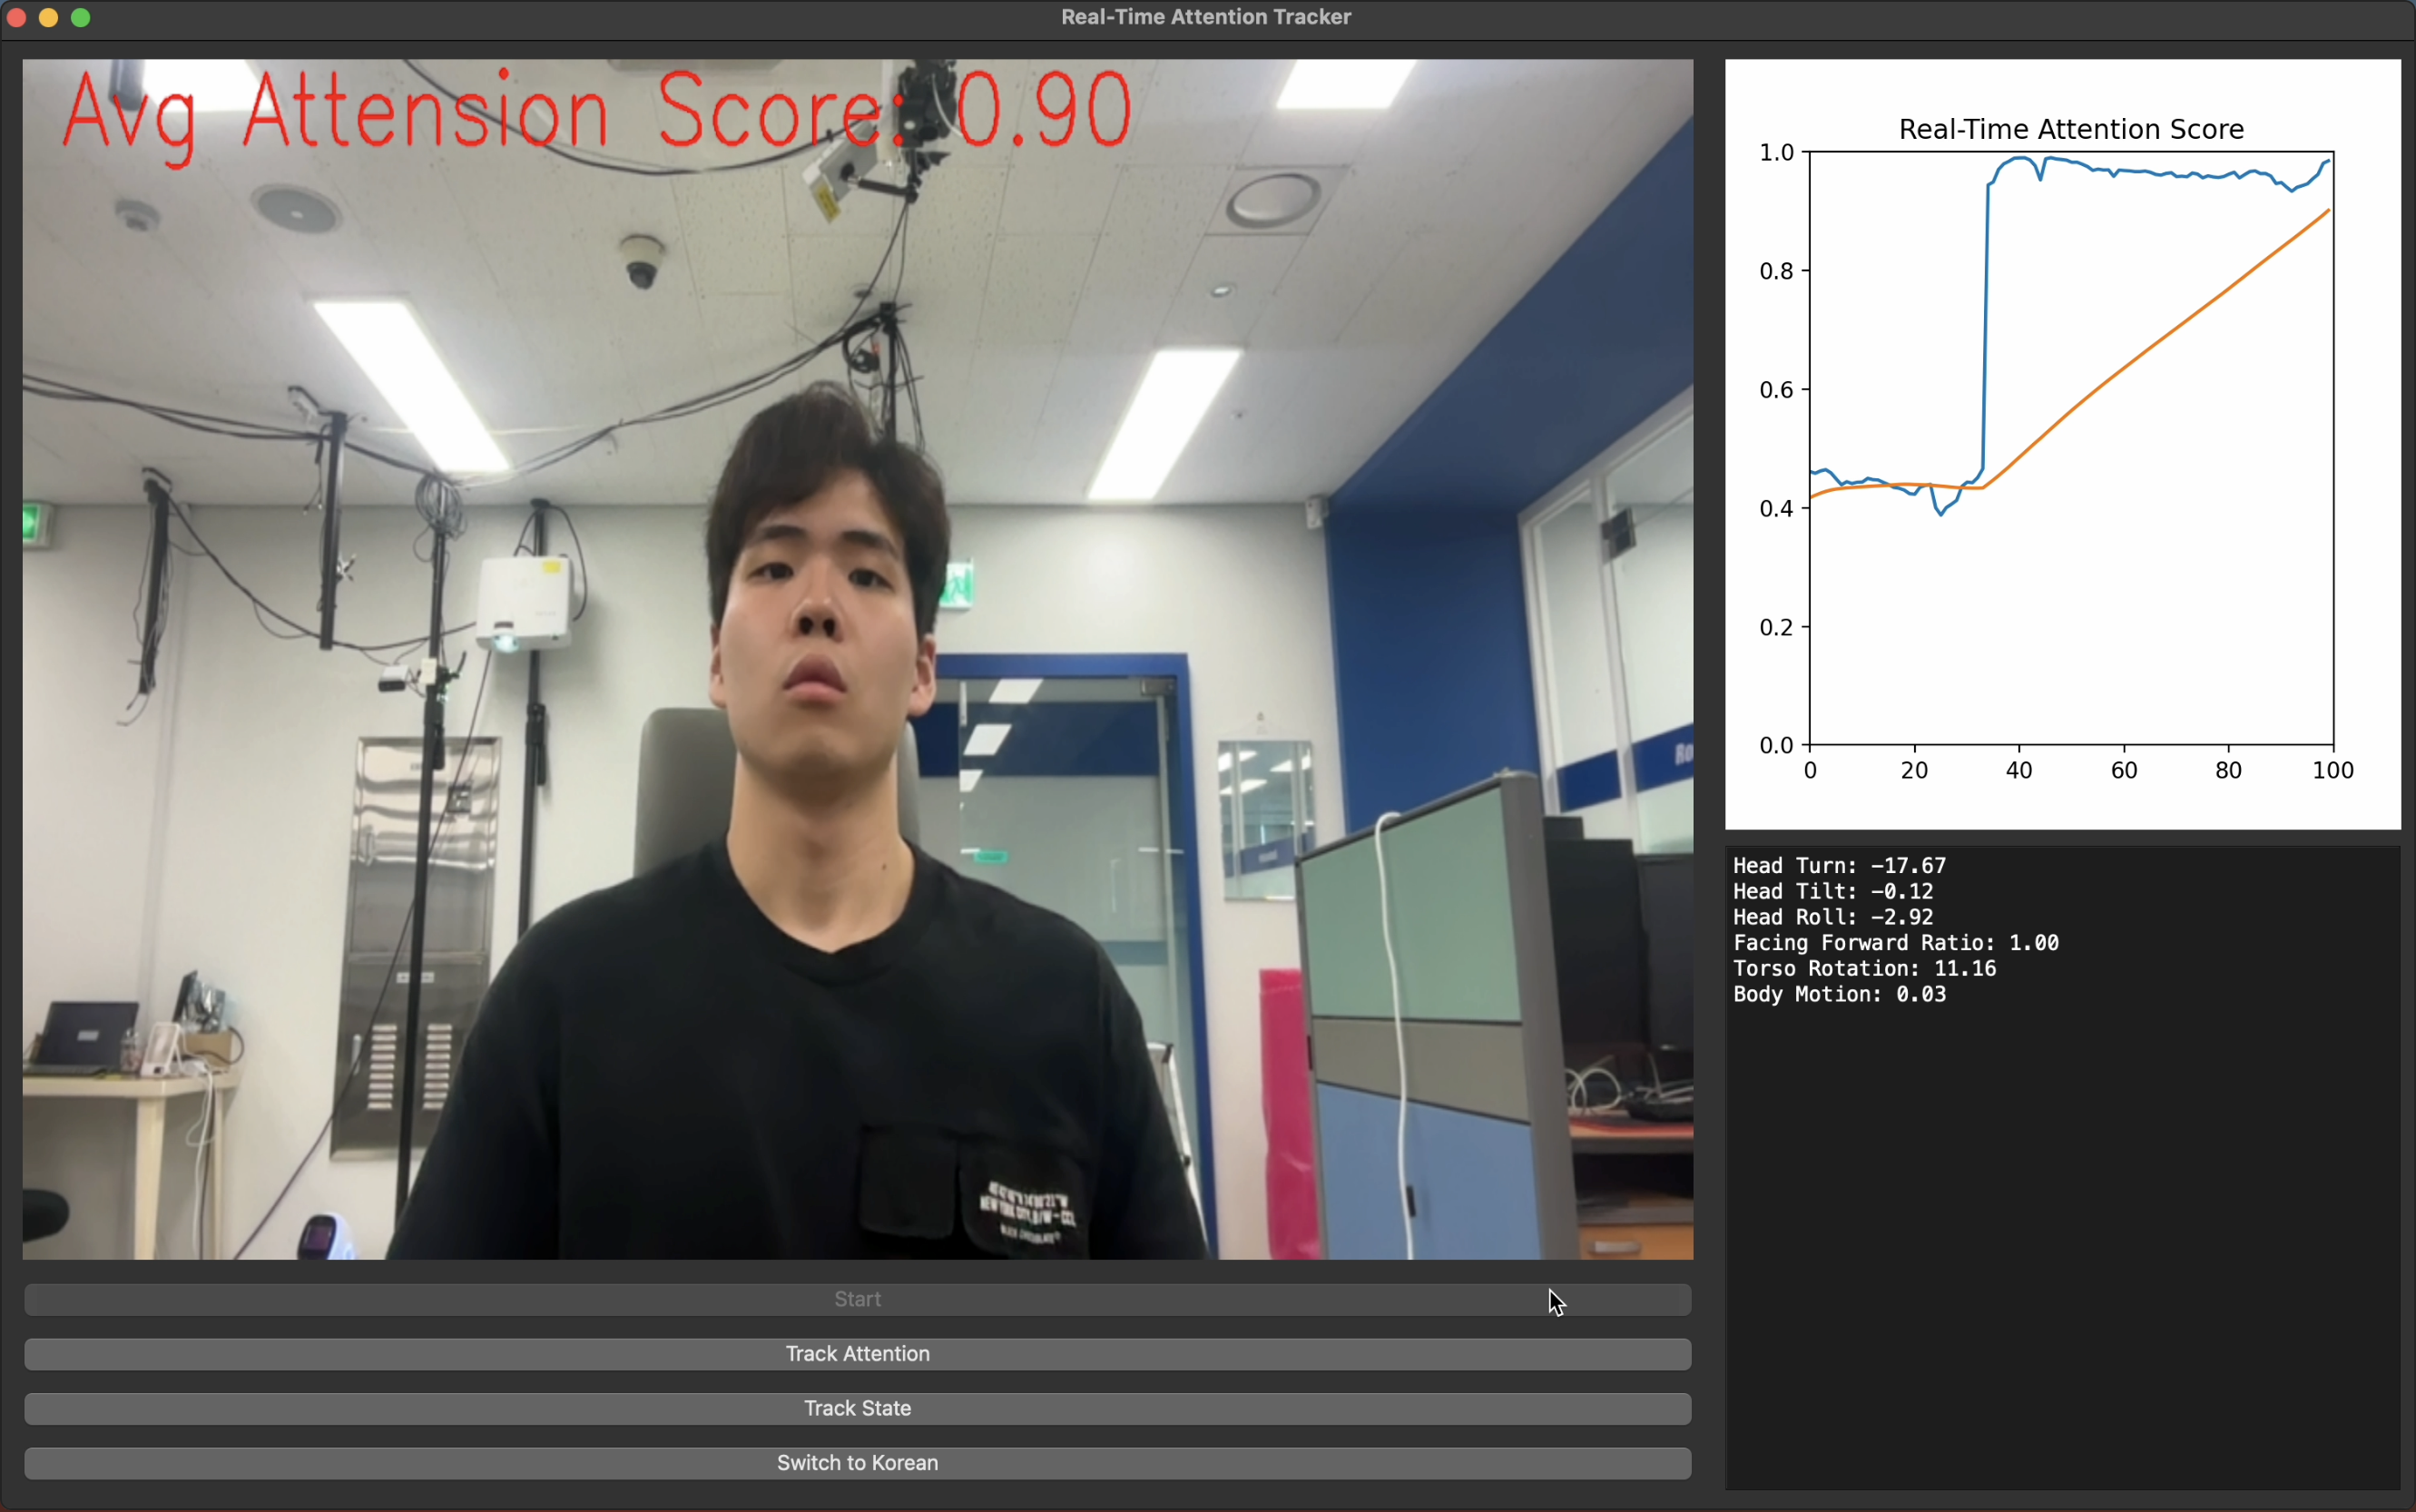 Real-Time Attention Tracker
Avg Attension Score: 0.90
Real-Time Attention Score
1.0
0.8
0.6
0.4
0.2
0.0
0 20 40 60 80 100
Head Turn: -17.67
Head Tilt: -0.12
Head Roll: -2.92
Facing Forward Ratio: 1.00
Torso Rotation: 11.16
Body Motion: 0.03
NEW YORK CITY,
Start
Track Attention
Track State
Switch to Korean